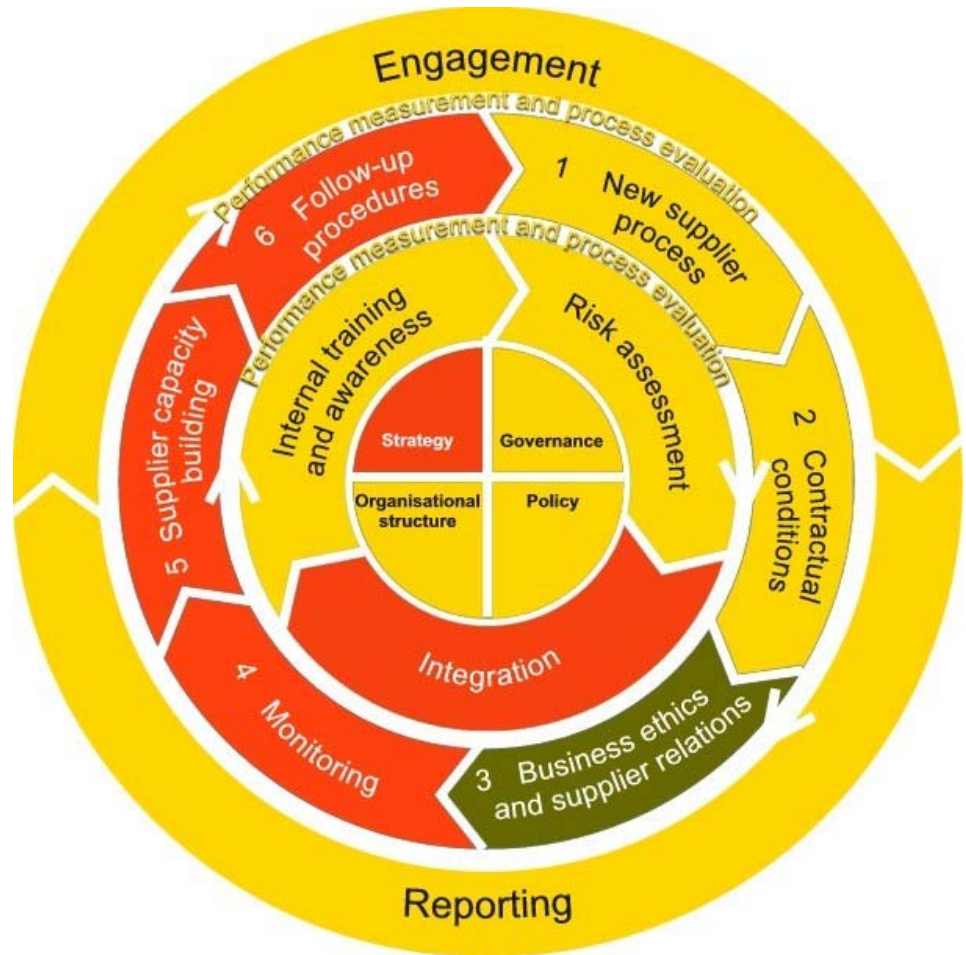 Engagement
Performance measurement and process evaluation
1 New supplier
process
2 Contractual
conditions
3 Business ethics
and supplier relations
4 Monitoring
5 Supplier capacity
building
6 Follow-up
procedures
Performance measurement and process evaluation
Risk assessment
Integration
Internal training
and awareness
Strategy
Governance
Organisational
structure
Policy
Reporting